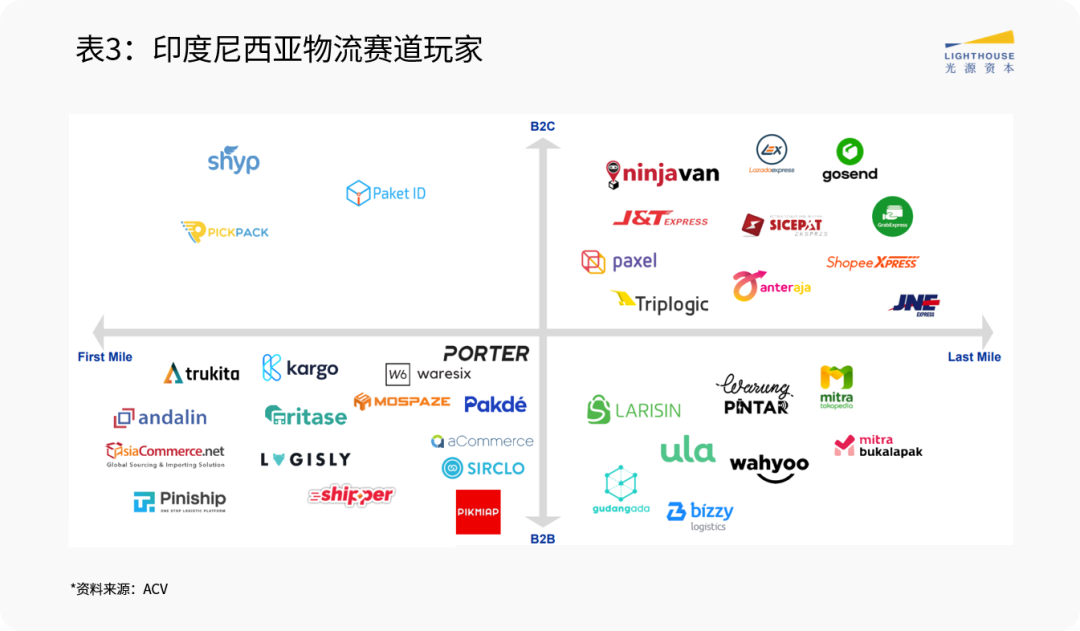 表3：印度尼西亚物流赛道玩家
LIGHTHOUSE
光源资本
B2C
shyp
Paket ID
PICKPACK
ninjavan
LEX
Lazadaexpress
gosend
J&T EXPRESS
SICEPAT
EKSPRES
GrabExpress
paxel
anteraja
Shopee XPRESS
Triplogic
JNE
EXPRESS
First Mile
Last Mile
trukita
kargo
PORTER
W6 waresix
andalin
ritase
MOSPAZE
Pakdé
AsiaCommerce.net
Global Sourcing & Importing Solution
LOGISLY
aCommerce
SIRCLO
Piniship
ONE STOP LOGISTIC PLATFORM
shipper
PIKMIAP
LARISIN
Warung
PINTAR
mitra
tokopedia
ula
wahyoo
mitra
bukalapak
gudangada
bizzy
logistics
B2B
*资料来源：ACV